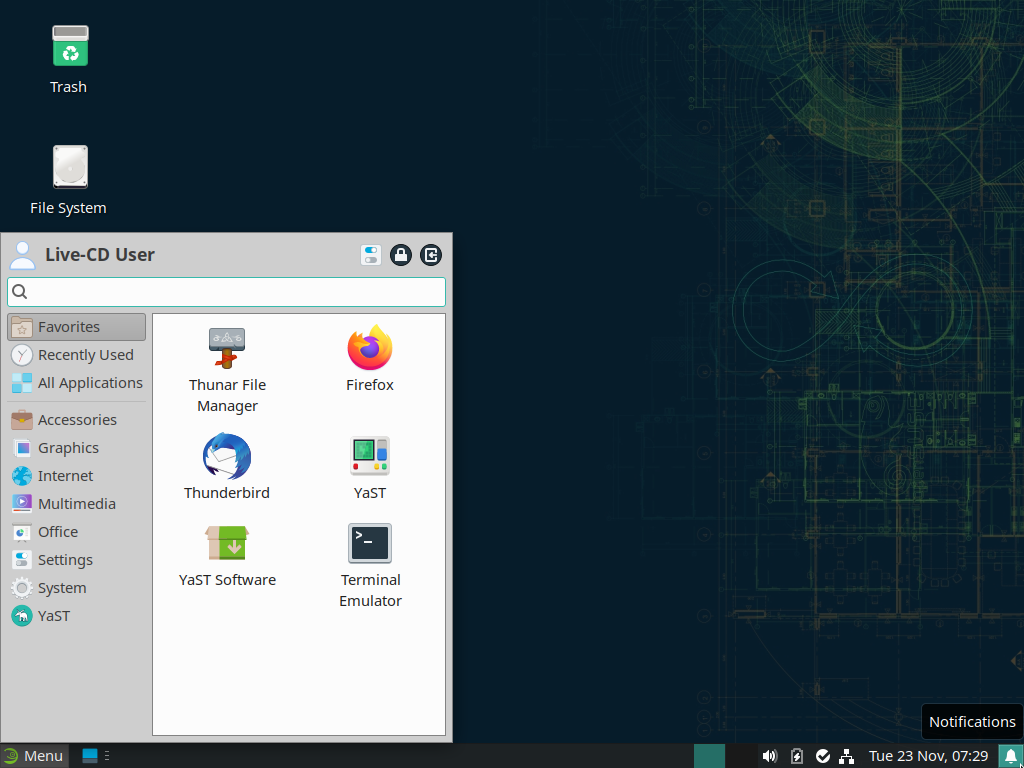 Trash
File System
Live-CD User
Favorites
Recently Used
All Applications
Accessories
Graphics
Internet
Multimedia
Office
Settings
System
YaST
Thunar File
Manager
Firefox
Thunderbird
YaST
YaST Software
Terminal
Emulator
Notifications
Menu
Tue 23 Nov, 07:29